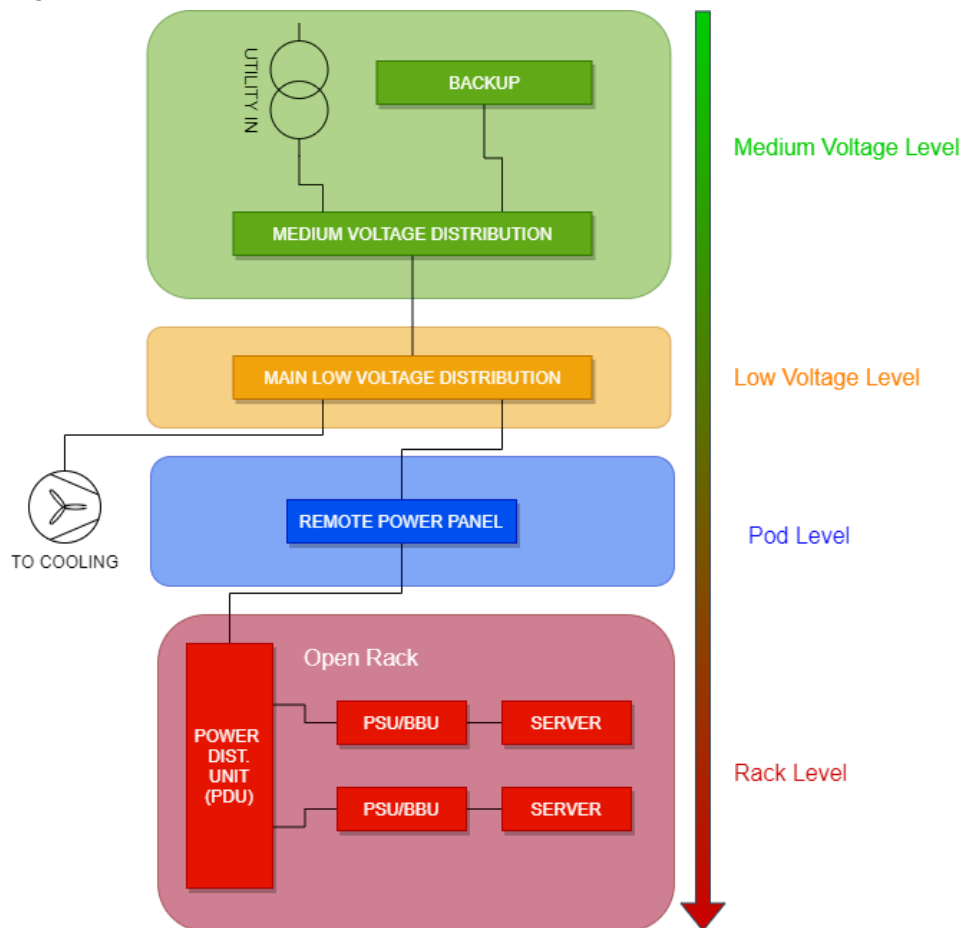 UTILITY IN
BACKUP
Medium Voltage Level
MEDIUM VOLTAGE DISTRIBUTION
MAIN LOW VOLTAGE DISTRIBUTION
Low Voltage Level
TO COOLING
REMOTE POWER PANEL
Pod Level
Open Rack
POWER
DIST.
UNIT
(PDU)
PSU/BBU
SERVER
PSU/BBU
SERVER
Rack Level